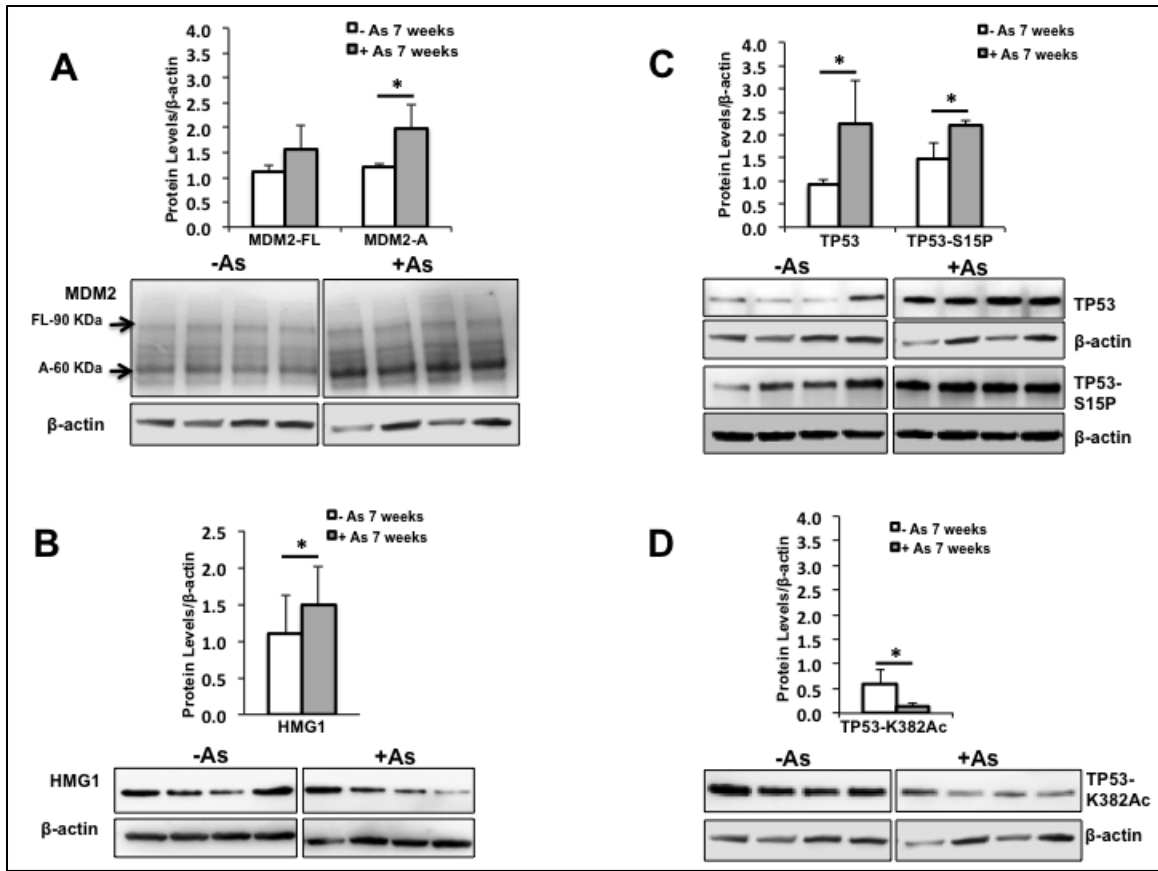 A
- As 7 weeks
+ As 7 weeks
Protein Levels/β-actin
4.0
3.5
3.0
2.5
2.0
1.5
1.0
0.5
0.0
*
MDM2-FL
MDM2-A
-As
+As
MDM2
FL-90 KDa
A-60 KDa
β-actin
B
- As 7 weeks
+ As 7 weeks
Protein Levels/β-actin
2.5
2.0
1.5
1.0
0.5
0.0
*
HMG1
-As
+As
HMG1
β-actin
C
- As 7 weeks
+ As 7 weeks
Protein Levels/β-actin
4.0
3.5
3.0
2.5
2.0
1.5
1.0
0.5
0.0
*
*
TP53
TP53-S15P
-As
+As
TP53
β-actin
TP53-
S15P
β-actin
D
- As 7 weeks
+ As 7 weeks
Protein Levels/β-actin
4.0
3.5
3.0
2.5
2.0
1.5
1.0
0.5
0.0
*
TP53-K382Ac
-As
+As
TP53-
K382Ac
β-actin